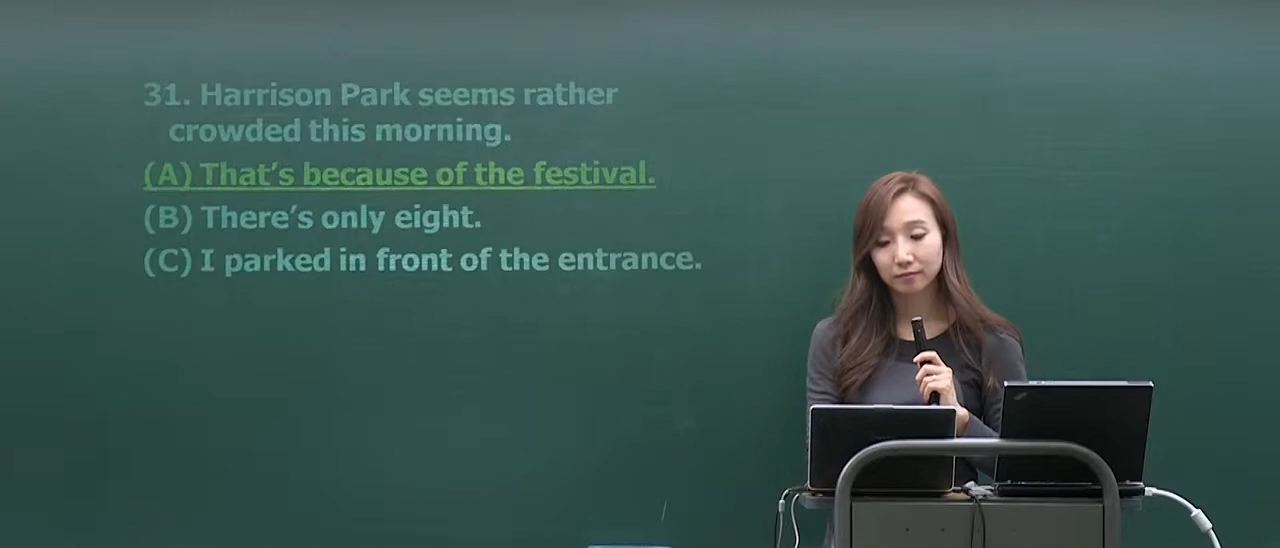 31. Harrison Park seems rather
crowded this morning.
(A) That’s because of the festival.
(B) There’s only eight.
(C) I parked in front of the entrance.